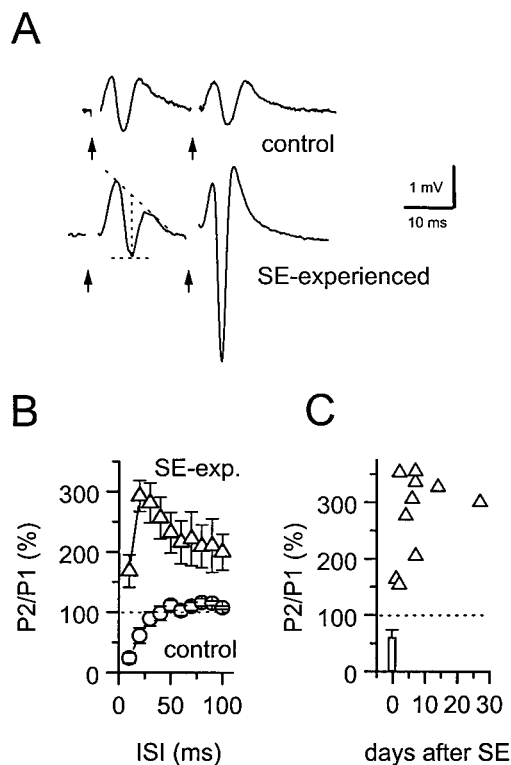 A
control
1 mV
10 ms
SE-experienced
B
C
SE-exp.
300
200
100
0
P2/P1 (%)
control
0 50 100
ISI (ms)
300
200
100
0
P2/P1 (%)
0 10 20 30
days after SE